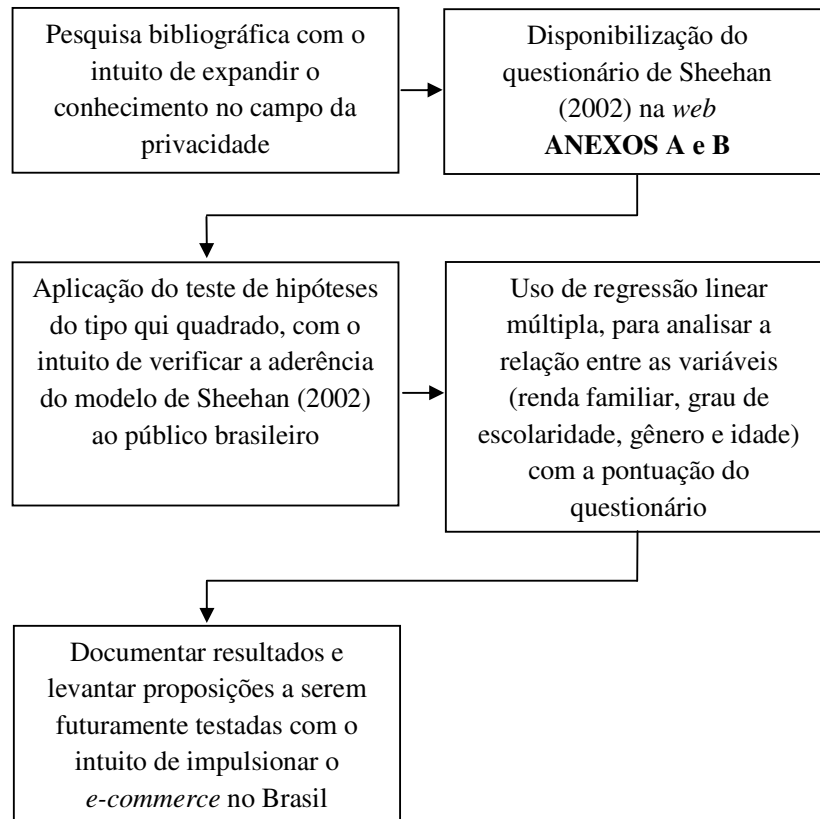 Pesquisa bibliográfica com o
intuito de expandir o
conhecimento no campo da
privacidade
Disponibilização do
questionário de Sheehan
(2002) na web
ANEXOS A e B
Aplicação do teste de hipóteses
do tipo qui quadrado, com o
intuito de verificar a aderência
do modelo de Sheehan (2002)
ao público brasileiro
Uso de regressão linear
múltipla, para analisar a
relação entre as variáveis
(renda familiar, grau de
escolaridade, gênero e idade)
com a pontuação do
questionário
Documentar resultados e
levantar proposições a serem
futuramente testadas com o
intuito de impulsionar o
e-commerce no Brasil